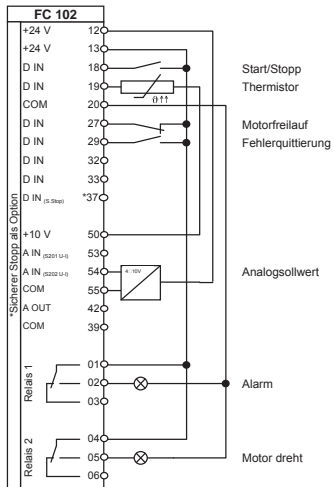 FC 102
+24 V 12
+24 V 13
D IN 18 Start/Stopp
D IN 19 Thermistor
COM 20
D IN 27 Motorfreilauf
D IN 29 Fehlerquittierung
D IN 32
D IN 33
D IN (S.Stop) *37
+10 V 50
A IN (S201 U-I) 53
A IN (S202 U-I) 54 Analogsollwert
COM 55
A OUT 42
COM 39
*Sicherer Stopp als Option
ϑ↑↑
4...10V
Relais 1
01
02 Alarm
03
Relais 2
04
05 Motor dreht
06